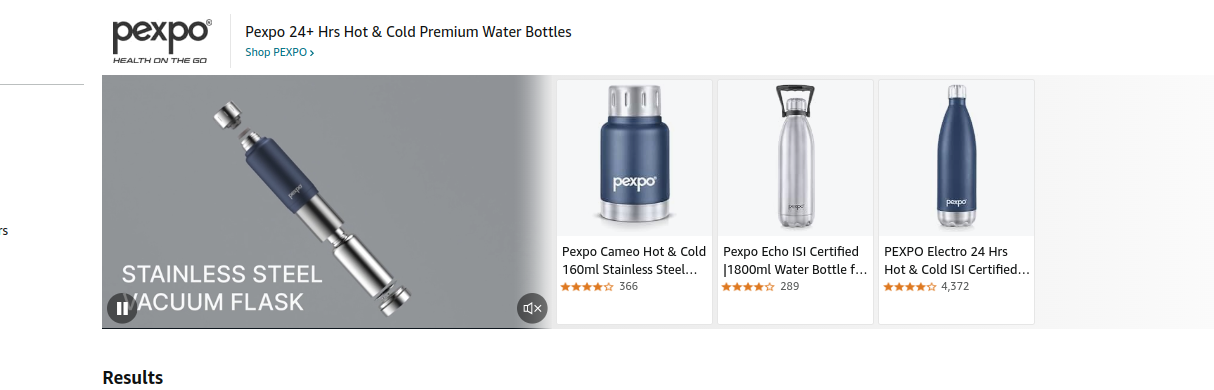 pexpo®
HEALTH ON THE GO
Pexpo 24+ Hrs Hot & Cold Premium Water Bottles
Shop PEXPO ›
rs
pexpo
STAINLESS STEEL
VACUUM FLASK
pexpo®
Pexpo Cameo Hot & Cold
160ml Stainless Steel...
366
pexpo
Pexpo Echo ISI Certified
|1800ml Water Bottle f...
289
pexpo
PEXPO Electro 24 Hrs
Hot & Cold ISI Certified...
4,372
Results